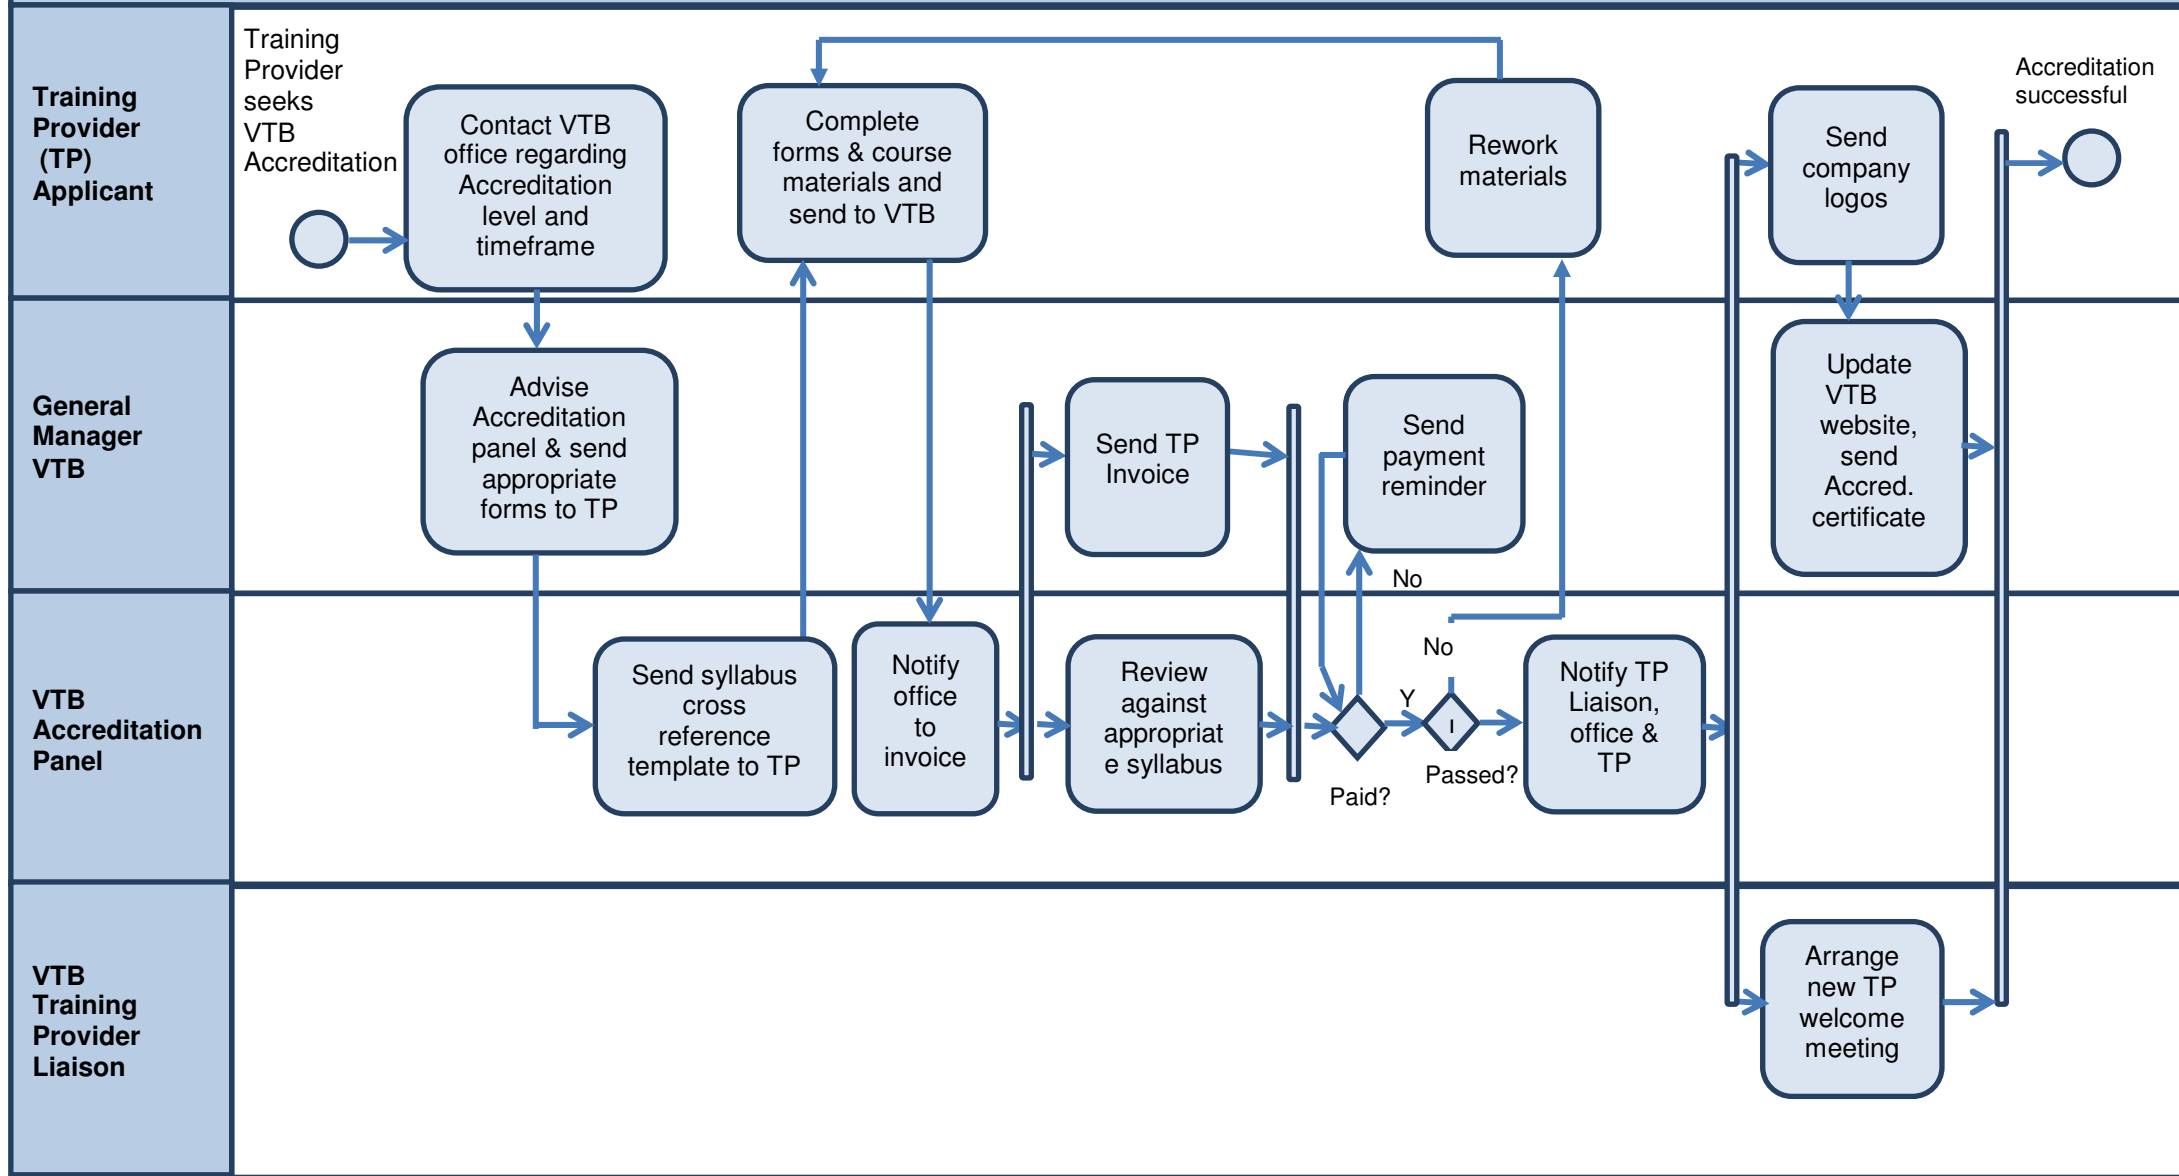 Training
Provider
(TP)
Applicant
Training
Provider
seeks
VTB
Accreditation
Contact VTB
office regarding
Accreditation
level and
timeframe
Complete
forms & course
materials and
send to VTB
Rework
materials
Send
company
logos
Accreditation
successful
General
Manager
VTB
Advise
Accreditation
panel & send
appropriate
forms to TP
Send TP
Invoice
Send
payment
reminder
No
Update
VTB
website,
send
Accred.
certificate
VTB
Accreditation
Panel
Send syllabus
cross
reference
template to TP
Notify
office
to
invoice
Review
against
appropriat
e syllabus
Paid?
Y
No
Passed?
Notify TP
Liaison,
office &
TP
VTB
Training
Provider
Liaison
Arrange
new TP
welcome
meeting